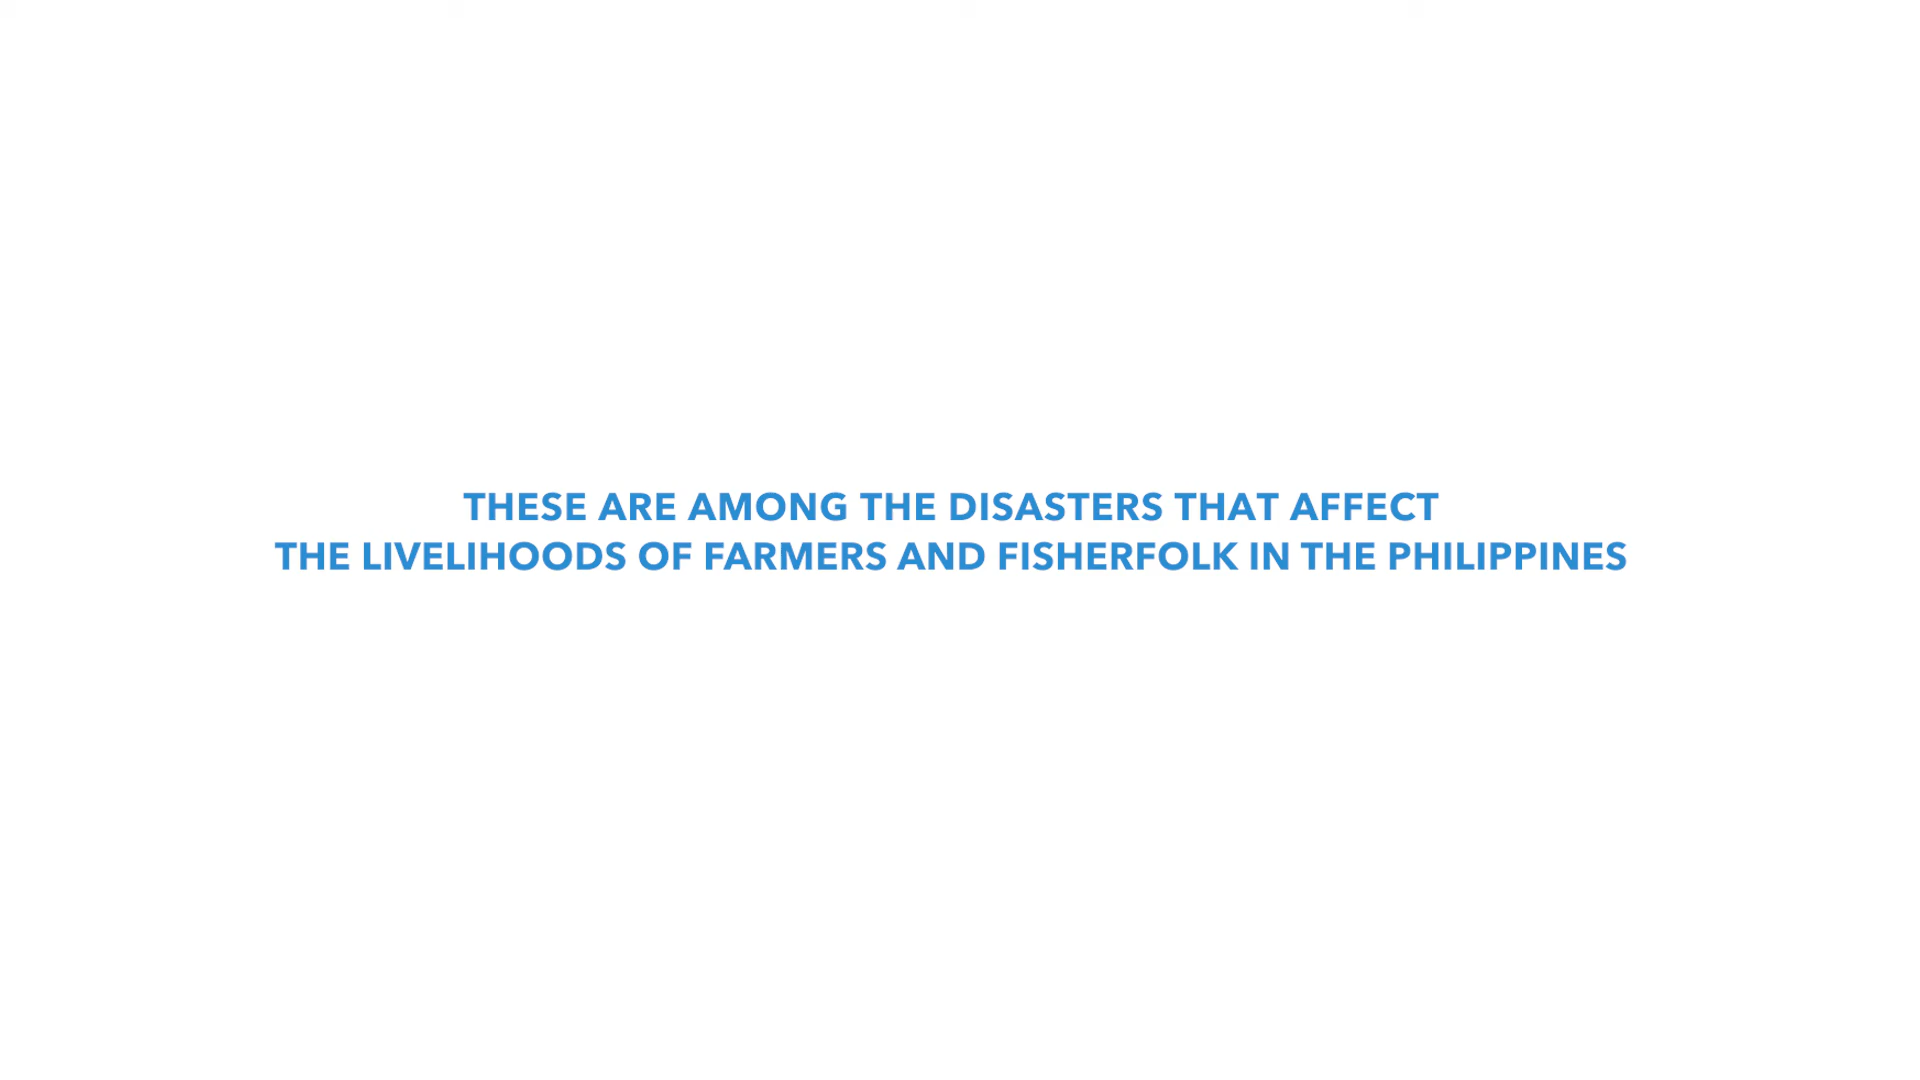 THESE ARE AMONG THE DISASTERS THAT AFFECT
THE LIVELIHOODS OF FARMERS AND FISHERFOLK IN THE PHILIPPINES